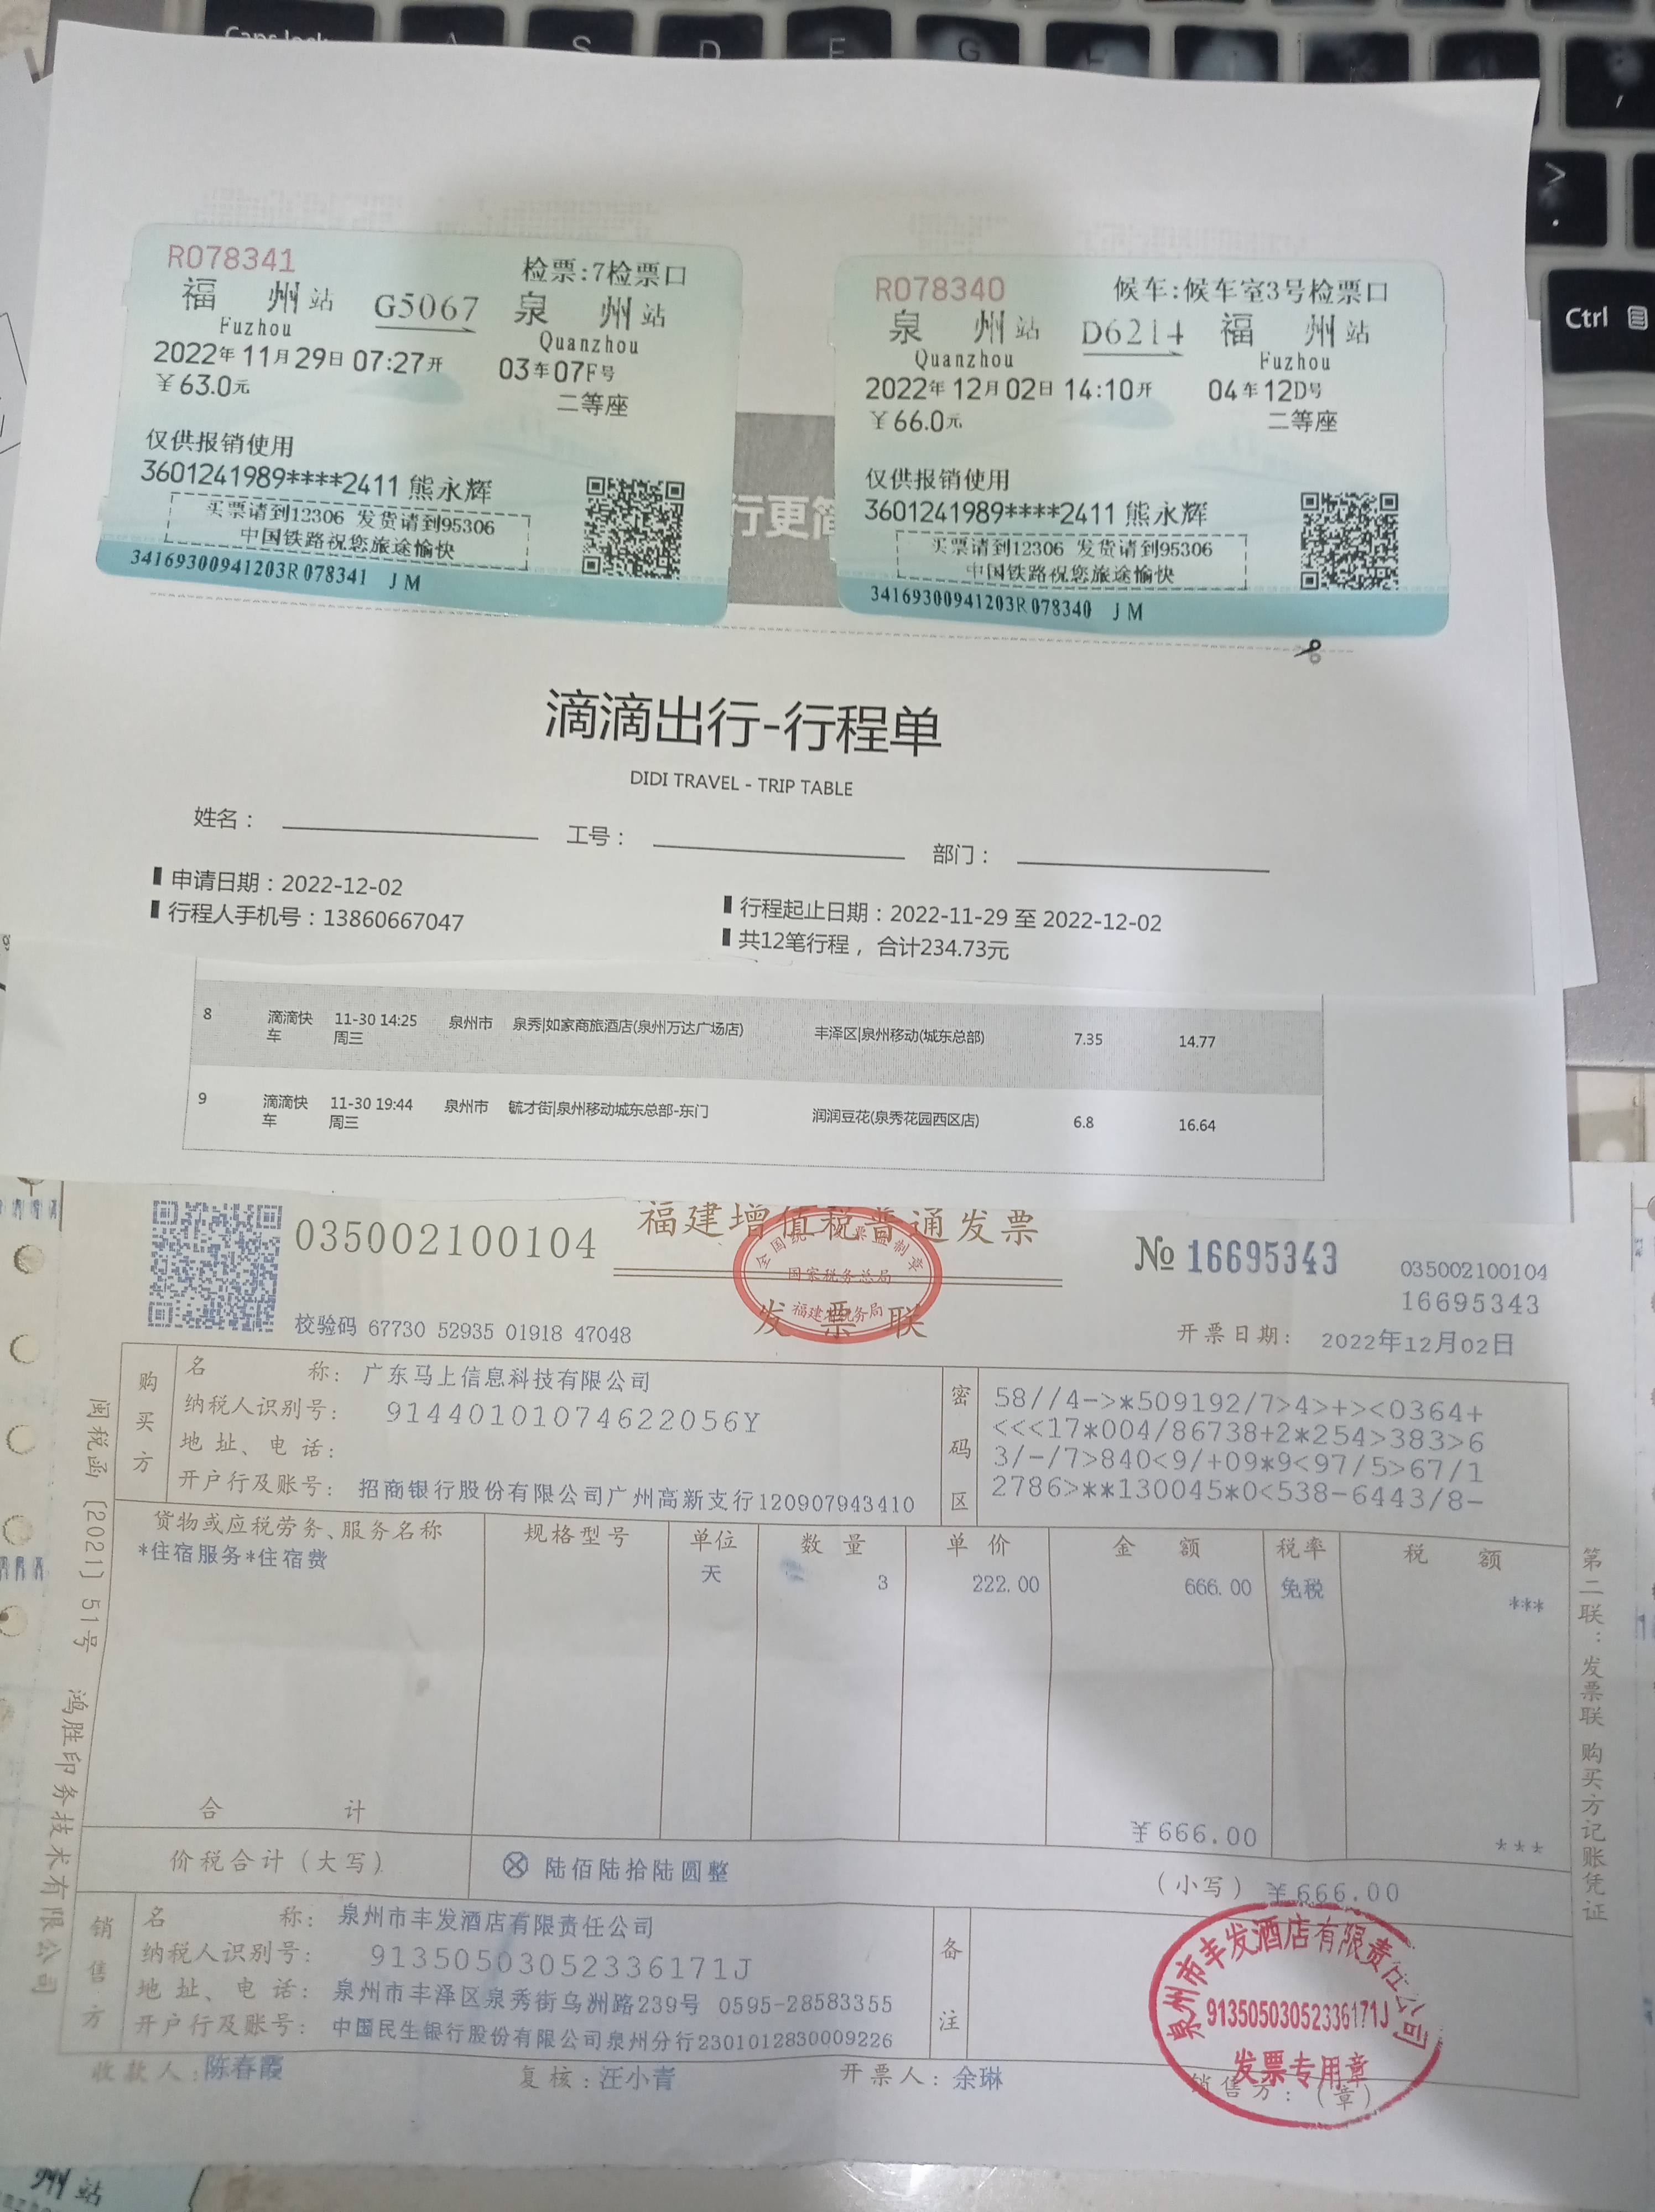 Caps lock
A
S
D
F
G
Ctrl
R078341
检票:7检票口
福州站 G5067 泉州站
Fuzhou Quanzhou
2022年11月29日 07:27开 03车07F号
￥63.0元 二等座
仅供报销使用
3601241989****2411 熊永辉
买票请到12306 发货请到95306
中国铁路祝您旅途愉快
34169300941203R078341 JM
R078340
候车:候车室3号检票口
泉州站 D6214 福州站
Quanzhou Fuzhou
2022年12月02日 14:10开 04车12D号
￥66.0元 二等座
仅供报销使用
3601241989****2411 熊永辉
买票请到12306 发货请到95306
中国铁路祝您旅途愉快
34169300941203R078340 JM
行更简
滴滴出行-行程单
DIDI TRAVEL - TRIP TABLE
姓名： 工号： 部门：
申请日期：2022-12-02
行程人手机号：13860667047
行程起止日期：2022-11-29 至 2022-12-02
共12笔行程， 合计234.73元
8 滴滴快车 11-30 14:25 周三 泉州市 泉秀|如家商旅酒店(泉州万达广场店) 丰泽区|泉州移动(城东总部) 7.35 14.77
9 滴滴快车 11-30 19:44 周三 泉州市 毓才街|泉州移动城东总部-东门 润润豆花(泉秀花园西区店) 6.8 16.64
035002100104
福建增值税普通发票
发票联
国家税务总局
№ 16695343
035002100104
16695343
校验码 67730 52935 01918 47048
开票日期： 2022年12月02日
购买方
名称：广东马上信息科技有限公司
纳税人识别号：91440101074622056Y
地址、电话：
开户行及账号：招商银行股份有限公司广州高新支行120907943410
密码区
58//4->*509192/7>4>+><0364+
<<<17*004/86738+2*254>383>6
3/-/7>840<9/+09*9<97/5>67/1
2786>**130045*0<538-6443/8-
货物或应税劳务、服务名称 规格型号 单位 数量 单价 金额 税率 税额
*住宿服务*住宿费 天 3 222.00 666.00 免税 ***
合计 ￥666.00 ***
价税合计（大写） ⊗ 陆佰陆拾陆圆整 （小写）￥666.00
销售方
名称：泉州市丰发酒店有限责任公司
纳税人识别号：91350503052336171J
地址、电话：泉州市丰泽区泉秀街乌洲路239号 0595-28583355
开户行及账号：中国民生银行股份有限公司泉州分行2301012830009226
备注
收款人：陈春霞 复核：汪小青 开票人：余琳 销售方：（章）
泉州市丰发酒店有限责任公司
91350503052336171J
发票专用章
闽税函〔2021〕51号 鸿胜印务技术有限公司
第二联：发票联 购买方记账凭证
州站